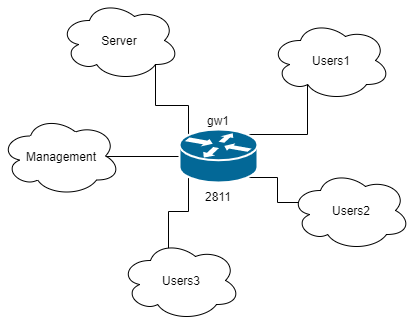 Server
Users1
gw1
Management
2811
Users2
Users3